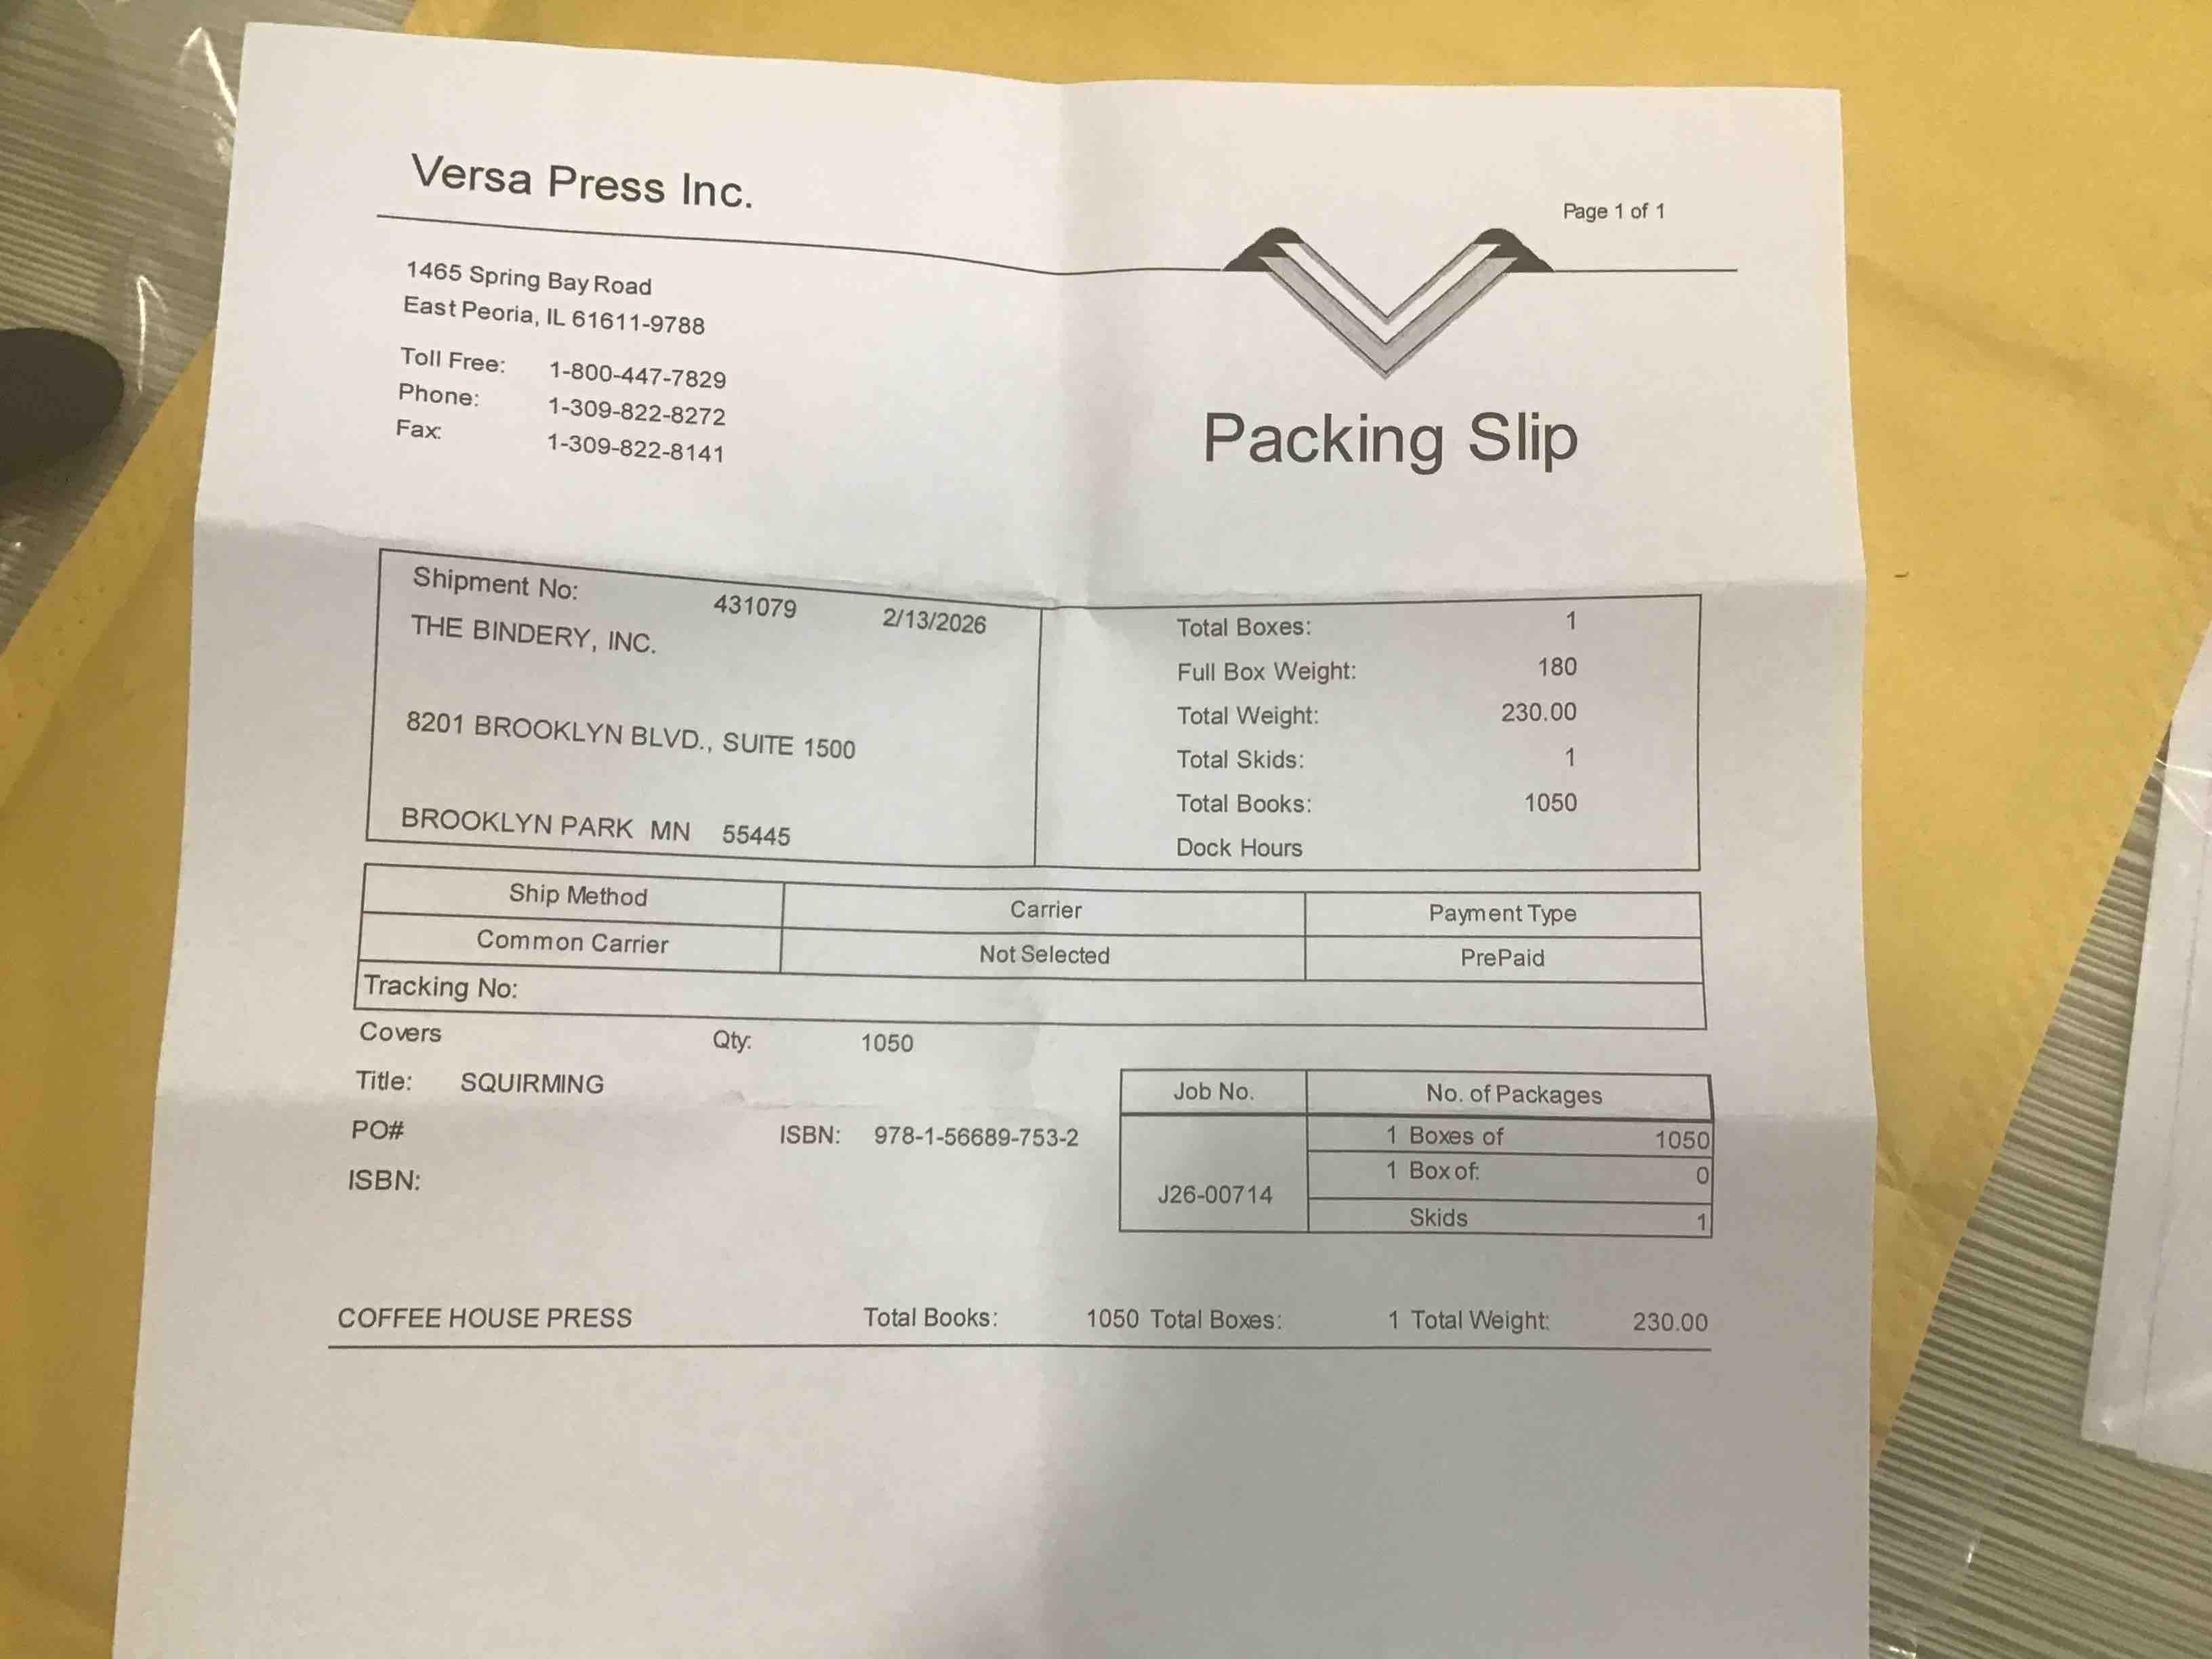 Versa Press Inc.
Page 1 of 1
1465 Spring Bay Road
East Peoria, IL 61611-9788
Toll Free: 1-800-447-7829
Phone: 1-309-822-8272
Fax: 1-309-822-8141
Packing Slip
Shipment No: 431079 2/13/2026
THE BINDERY, INC.
8201 BROOKLYN BLVD., SUITE 1500
BROOKLYN PARK MN 55445
Total Boxes: 1
Full Box Weight: 180
Total Weight: 230.00
Total Skids: 1
Total Books: 1050
Dock Hours
Ship Method Carrier Payment Type
Common Carrier Not Selected PrePaid
Tracking No:
Covers Qty: 1050
Title: SQUIRMING
PO# ISBN: 978-1-56689-753-2
ISBN:
Job No. No. of Packages
1 Boxes of 1050
1 Box of: 0
J26-00714
Skids 1
COFFEE HOUSE PRESS Total Books: 1050 Total Boxes: 1 Total Weight: 230.00